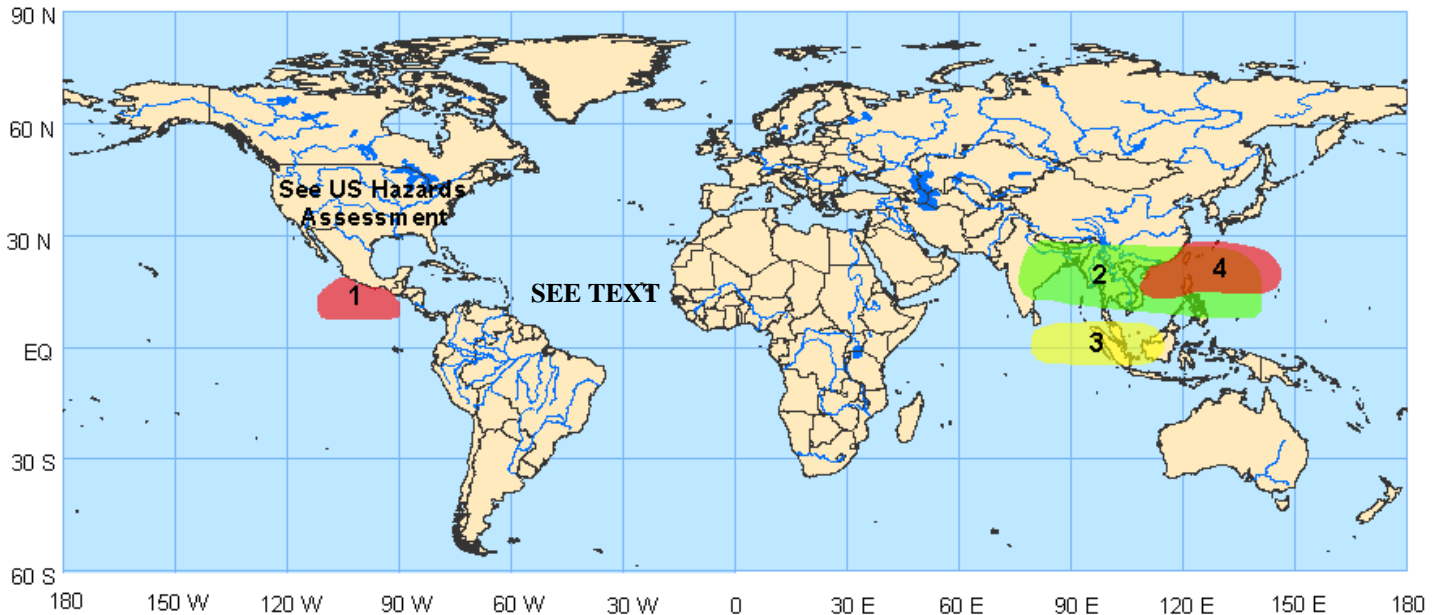 90 N
60 N
See US Hazards
Assessment
30 N
1
SEE TEXT
2
4
EQ
3
30 S
60 S
180 150 W 120 W 90 W 60 W 30 W 0 30 E 60 E 90 E 120 E 150 E 180